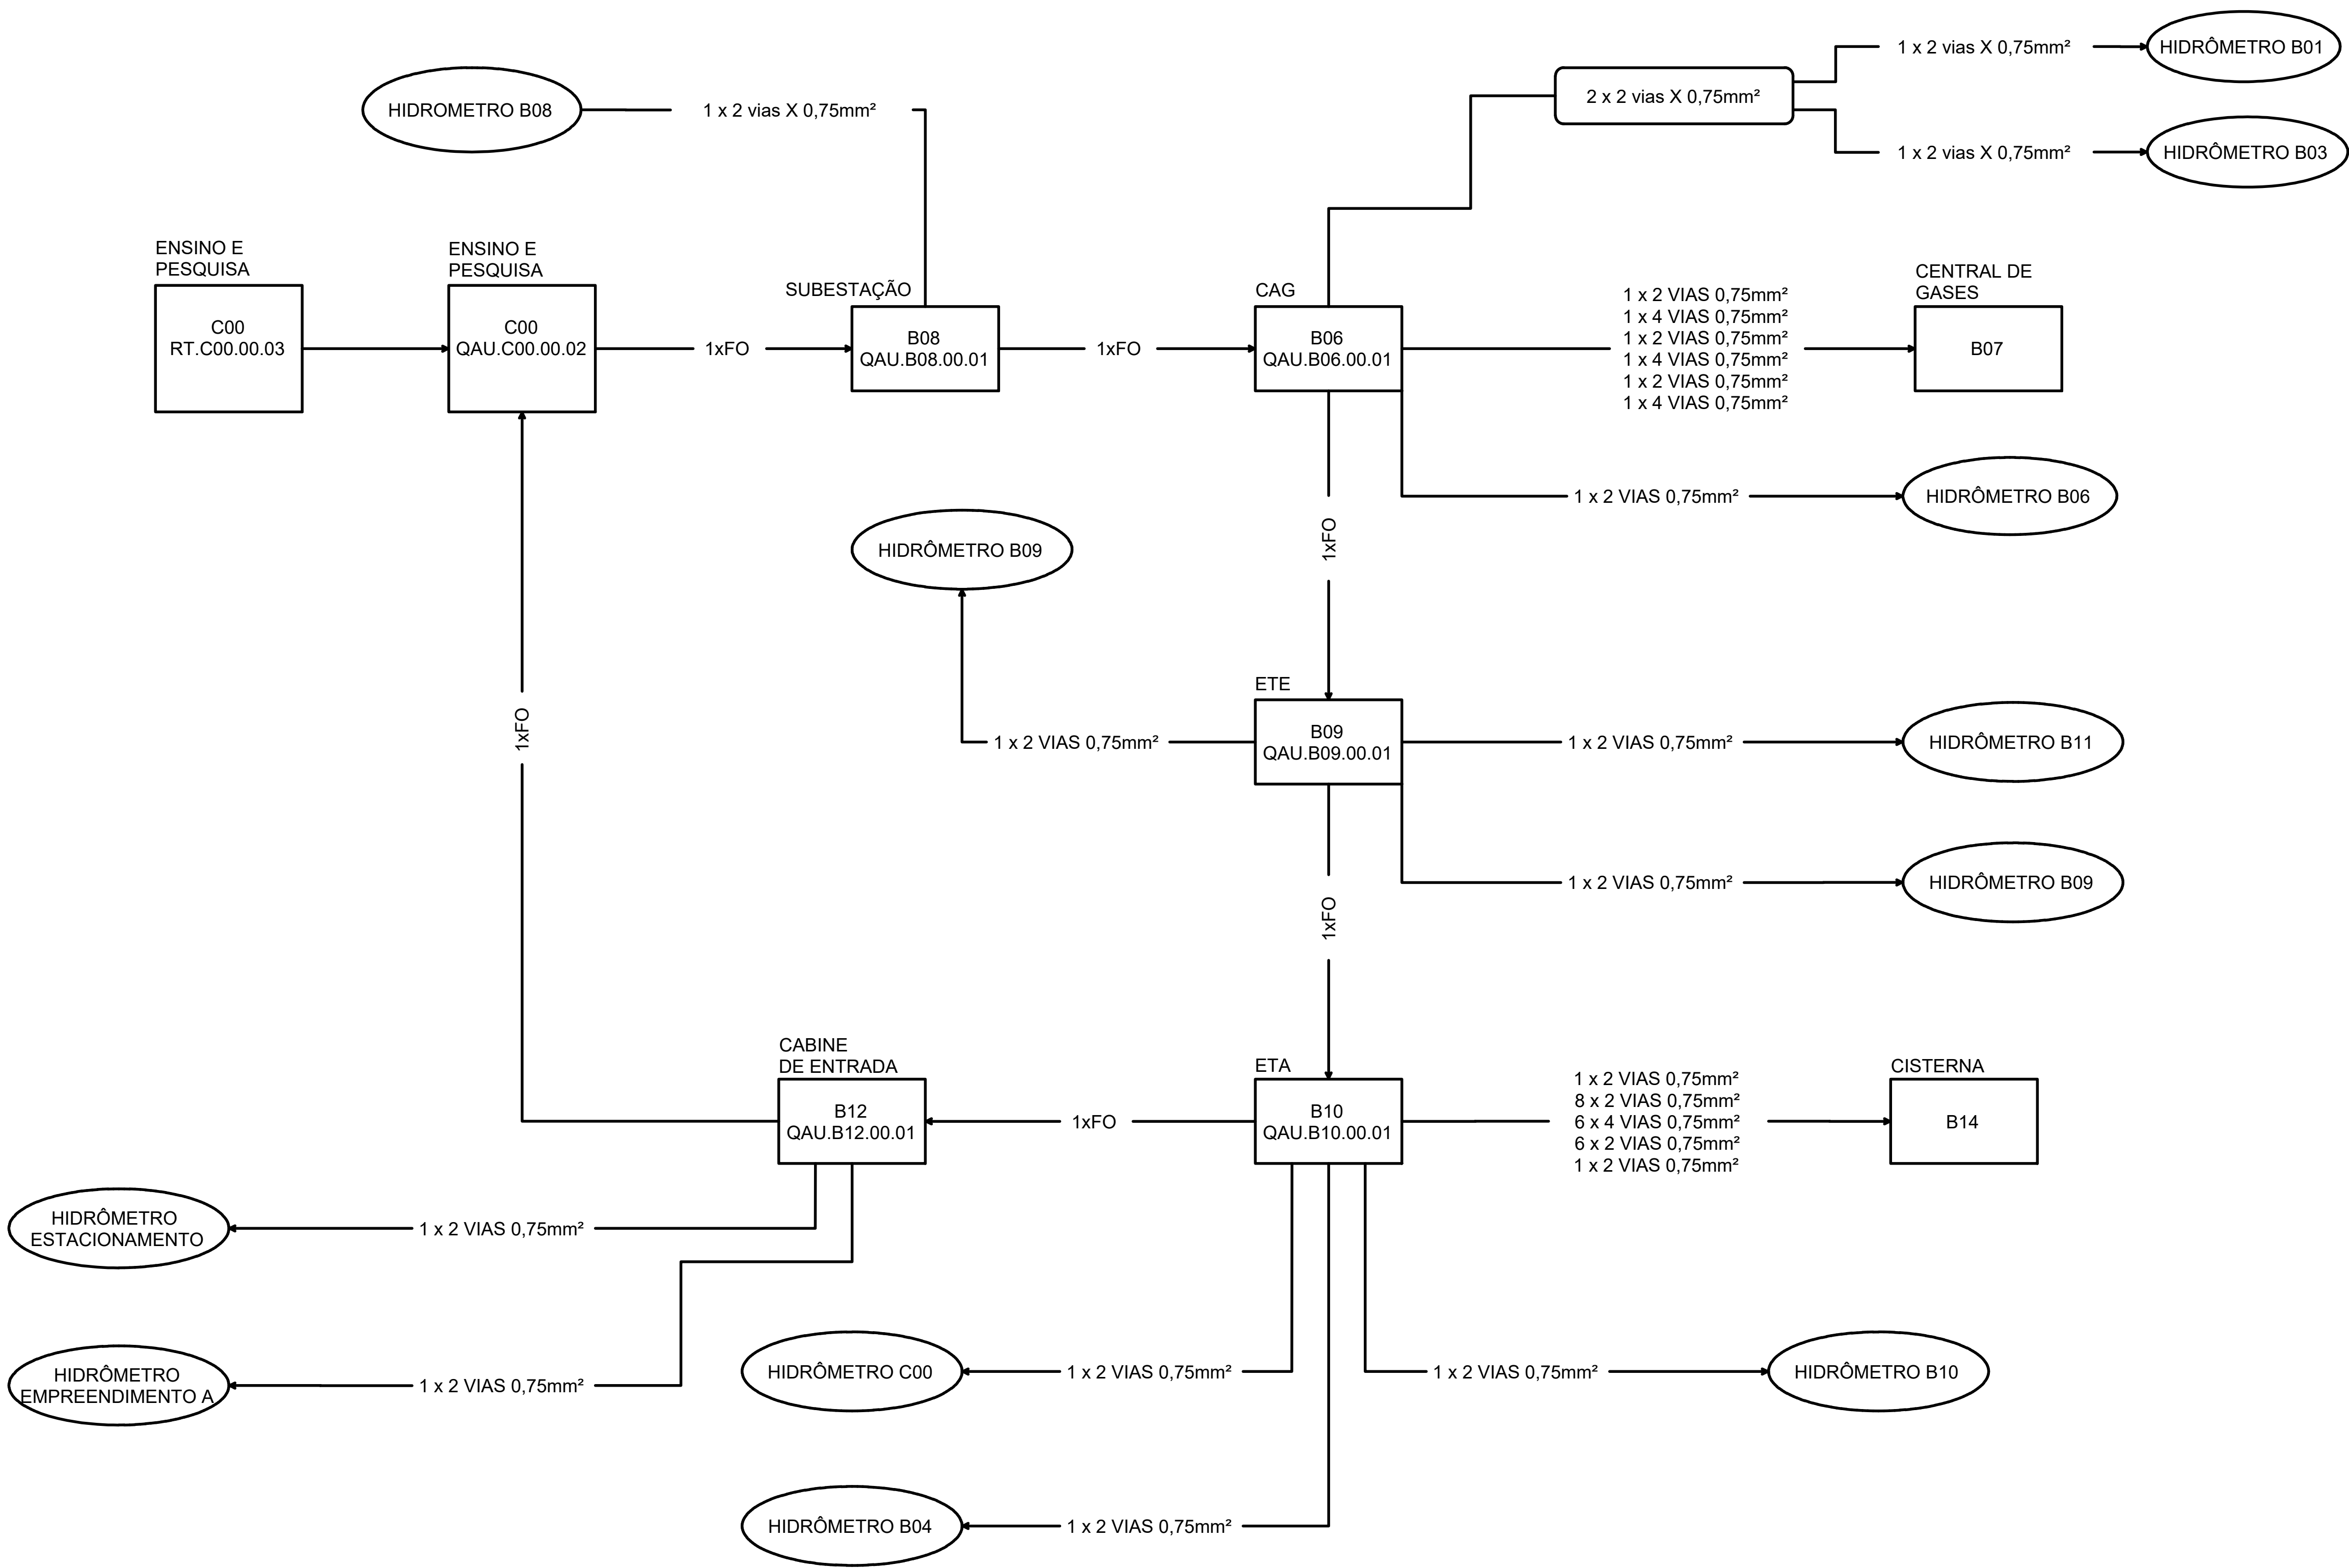 1 x 2 vias X 0,75mm²
HIDRÔMETRO B01
2 x 2 vias X 0,75mm²
HIDROMETRO B08
1 x 2 vias X 0,75mm²
1 x 2 vias X 0,75mm²
HIDRÔMETRO B03
ENSINO E
PESQUISA
C00
RT.C00.00.03
ENSINO E
PESQUISA
C00
QAU.C00.00.02
1xFO
SUBESTAÇÃO
B08
QAU.B08.00.01
1xFO
CAG
B06
QAU.B06.00.01
1 x 2 VIAS 0,75mm²
1 x 4 VIAS 0,75mm²
1 x 2 VIAS 0,75mm²
1 x 4 VIAS 0,75mm²
1 x 2 VIAS 0,75mm²
1 x 4 VIAS 0,75mm²
CENTRAL DE
GASES
B07
1 x 2 VIAS 0,75mm²
HIDRÔMETRO B06
1xFO
HIDRÔMETRO B09
1xFO
1 x 2 VIAS 0,75mm²
ETE
B09
QAU.B09.00.01
1 x 2 VIAS 0,75mm²
HIDRÔMETRO B11
1 x 2 VIAS 0,75mm²
HIDRÔMETRO B09
1xFO
CABINE
DE ENTRADA
B12
QAU.B12.00.01
1xFO
ETA
B10
QAU.B10.00.01
1 x 2 VIAS 0,75mm²
8 x 2 VIAS 0,75mm²
6 x 4 VIAS 0,75mm²
6 x 2 VIAS 0,75mm²
1 x 2 VIAS 0,75mm²
CISTERNA
B14
HIDRÔMETRO
ESTACIONAMENTO
1 x 2 VIAS 0,75mm²
HIDRÔMETRO
EMPREENDIMENTO A
1 x 2 VIAS 0,75mm²
HIDRÔMETRO C00
1 x 2 VIAS 0,75mm²
1 x 2 VIAS 0,75mm²
HIDRÔMETRO B10
HIDRÔMETRO B04
1 x 2 VIAS 0,75mm²